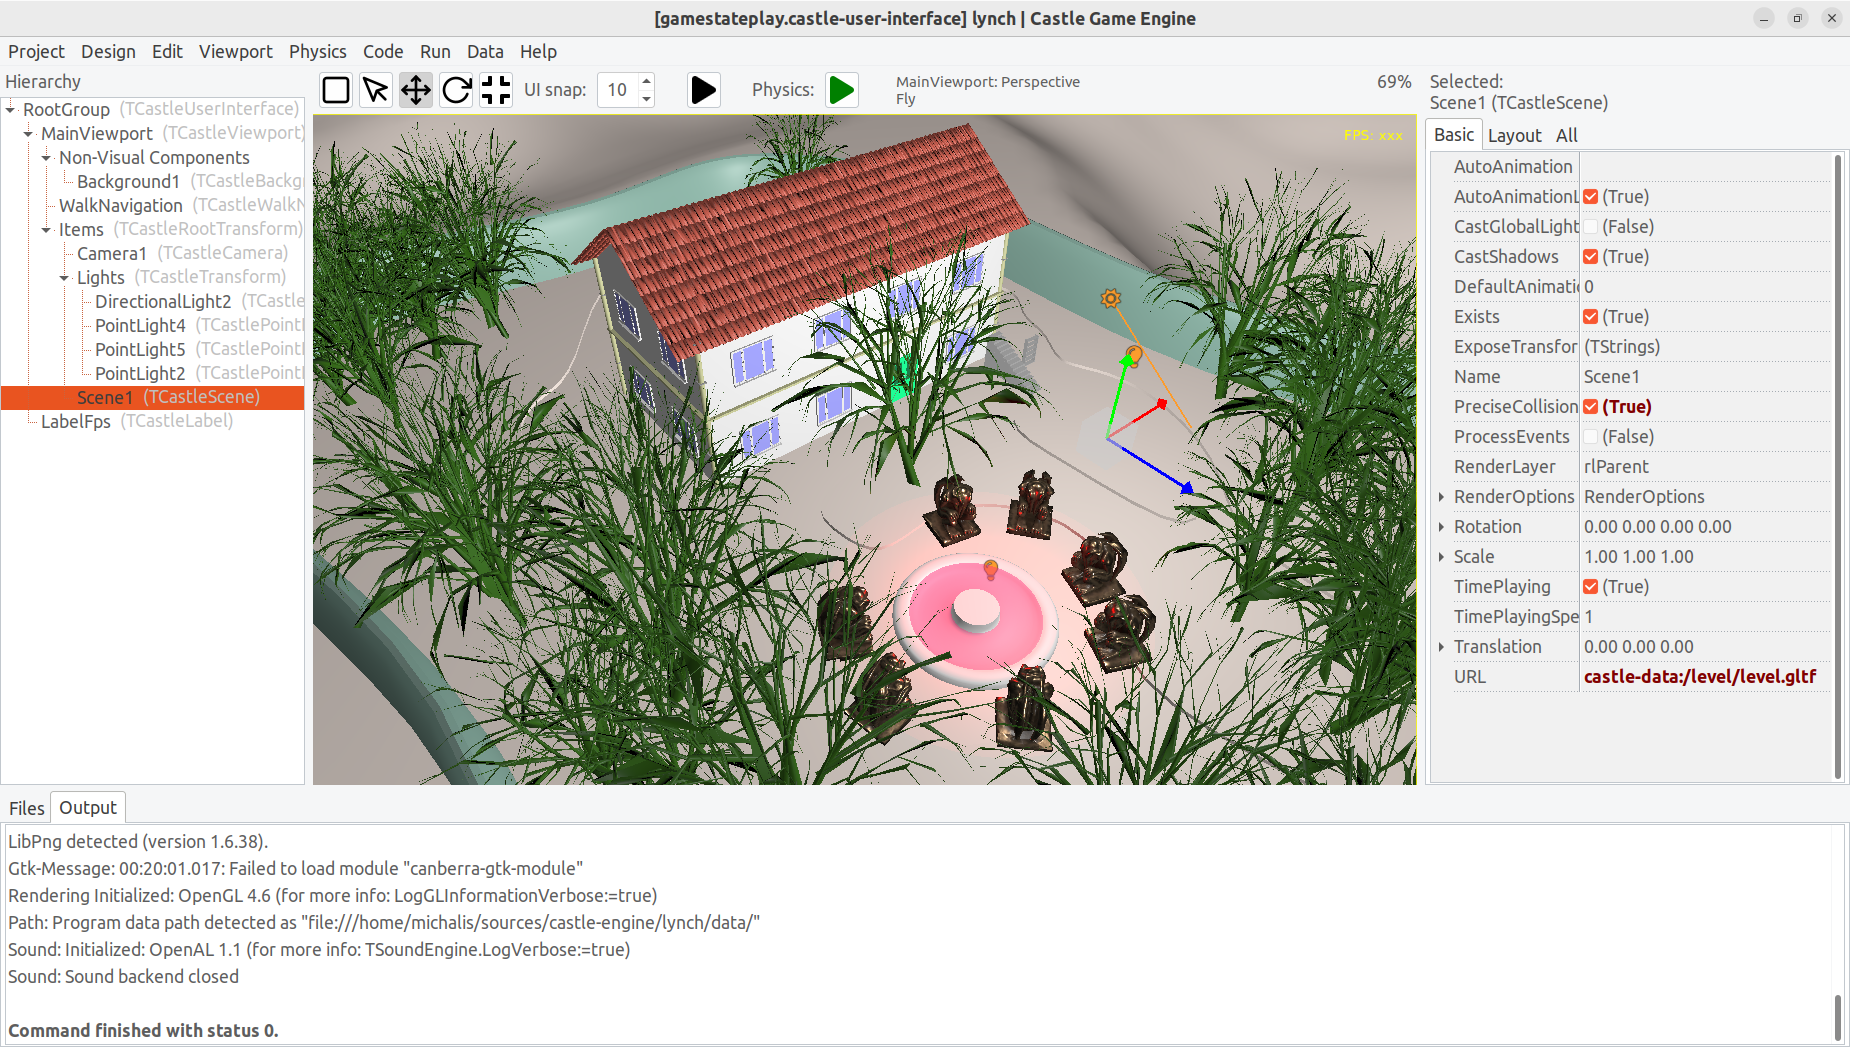 [gamestateplay.castle-user-interface] lynch | Castle Game Engine
Project Design Edit Viewport Physics Code Run Data Help
Hierarchy
RootGroup (TCastleUserInterface)
MainViewport (TCastleViewport)
Non-Visual Components
Background1 (TCastleBackg
WalkNavigation (TCastleWalkN
Items (TCastleRootTransform)
Camera1 (TCastleCamera)
Lights (TCastleTransform)
DirectionalLight2 (TCastle
PointLight4 (TCastlePoint
PointLight5 (TCastlePoint
PointLight2 (TCastlePoint
Scene1 (TCastleScene)
LabelFps (TCastleLabel)
UI snap: 10
Physics:
MainViewport: Perspective
Fly
69%
FPS: xxx
Selected:
Scene1 (TCastleScene)
Basic Layout All
AutoAnimation
AutoAnimationL (True)
CastGlobalLight (False)
CastShadows (True)
DefaultAnimati 0
Exists (True)
ExposeTransfor (TStrings)
Name Scene1
PreciseCollision (True)
ProcessEvents (False)
RenderLayer rlParent
RenderOptions RenderOptions
Rotation 0.00 0.00 0.00 0.00
Scale 1.00 1.00 1.00
TimePlaying (True)
TimePlayingSpe 1
Translation 0.00 0.00 0.00
URL castle-data:/level/level.gltf
Files Output
LibPng detected (version 1.6.38).
Gtk-Message: 00:20:01.017: Failed to load module "canberra-gtk-module"
Rendering Initialized: OpenGL 4.6 (for more info: LogGLInformationVerbose:=true)
Path: Program data path detected as "file:///home/michalis/sources/castle-engine/lynch/data/"
Sound: Initialized: OpenAL 1.1 (for more info: TSoundEngine.LogVerbose:=true)
Sound: Sound backend closed
Command finished with status 0.